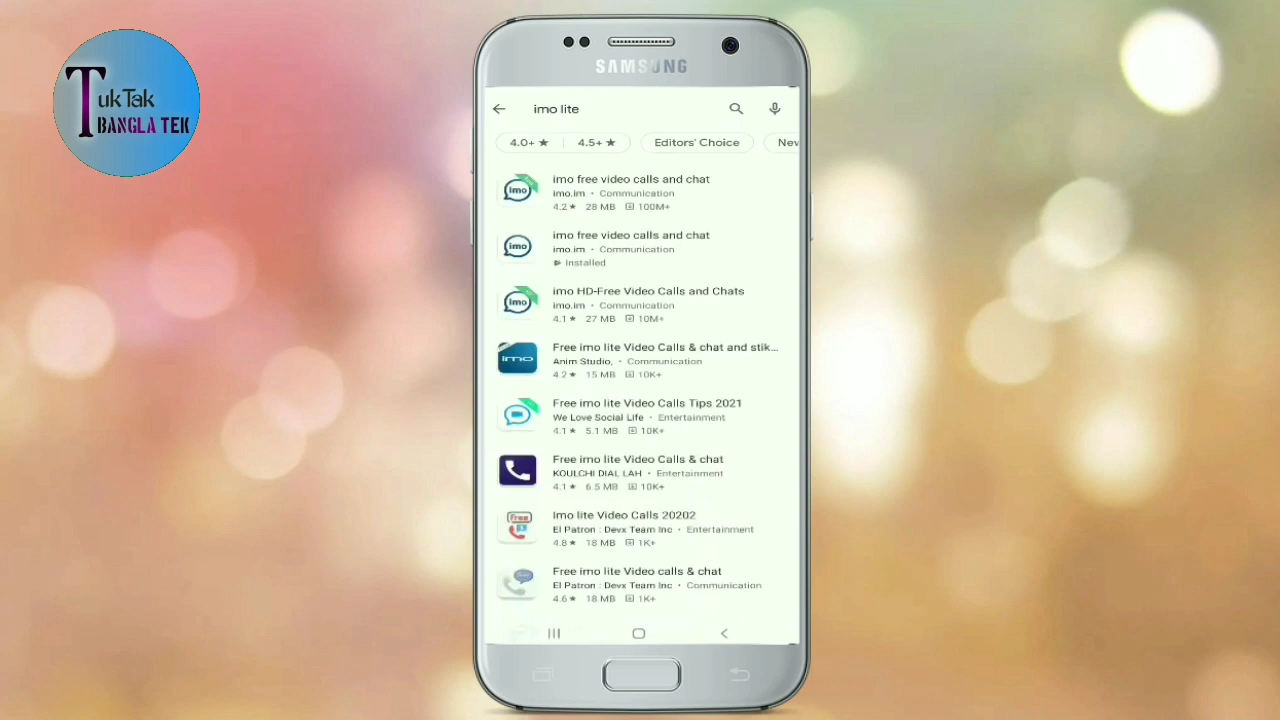 TukTak
BANGLA TEK
SAMSUNG
imo lite
4.0+ ★ 4.5+ ★ Editors' Choice New
imo free video calls and chat
imo.im • Communication
4.2 ★ 28 MB 100M+
imo free video calls and chat
imo.im • Communication
Installed
imo HD-Free Video Calls and Chats
imo.im • Communication
4.1 ★ 27 MB 10M+
Free imo lite Video Calls & chat and stik...
Anim Studio, • Communication
4.2 ★ 15 MB 10K+
Free imo lite Video Calls Tips 2021
We Love Social Life • Entertainment
4.1 ★ 5.1 MB 10K+
Free imo lite Video Calls & chat
KOULCHI DIAL LAH • Entertainment
4.1 ★ 6.5 MB 10K+
Imo lite Video Calls 20202
El Patron : Devx Team Inc • Entertainment
4.8 ★ 18 MB 1K+
Free imo lite Video calls & chat
El Patron : Devx Team Inc • Communication
4.6 ★ 18 MB 1K+
imo
imo
imo
imo
Free